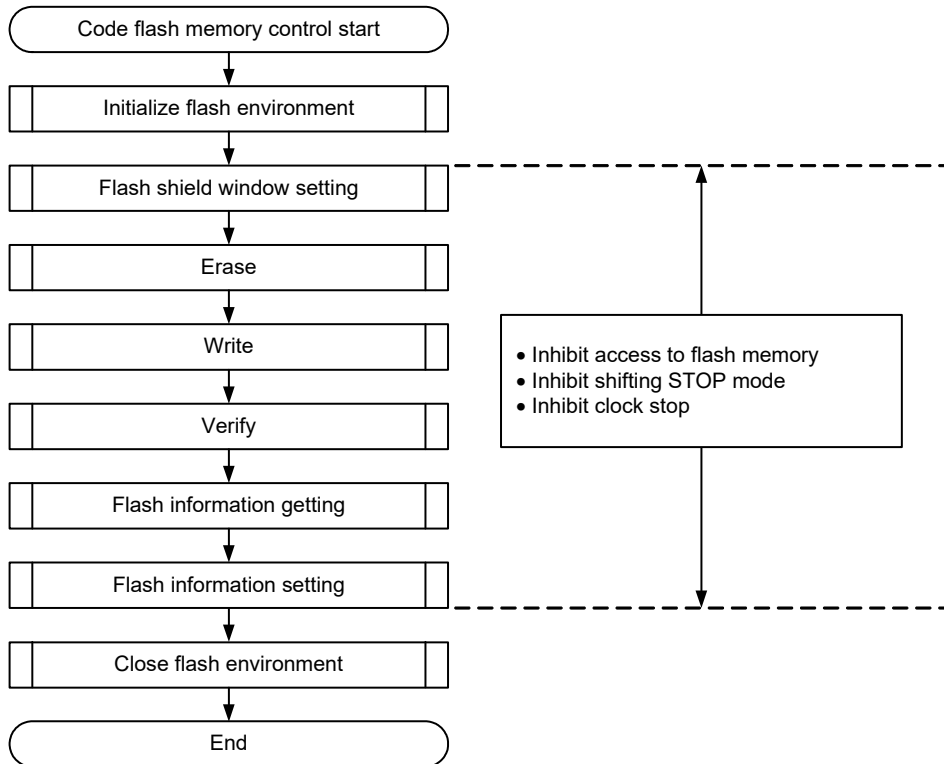 Code flash memory control start
Initialize flash environment
Flash shield window setting
Erase
Write
Verify
Flash information getting
Flash information setting
Close flash environment
End
• Inhibit access to flash memory
• Inhibit shifting STOP mode
• Inhibit clock stop